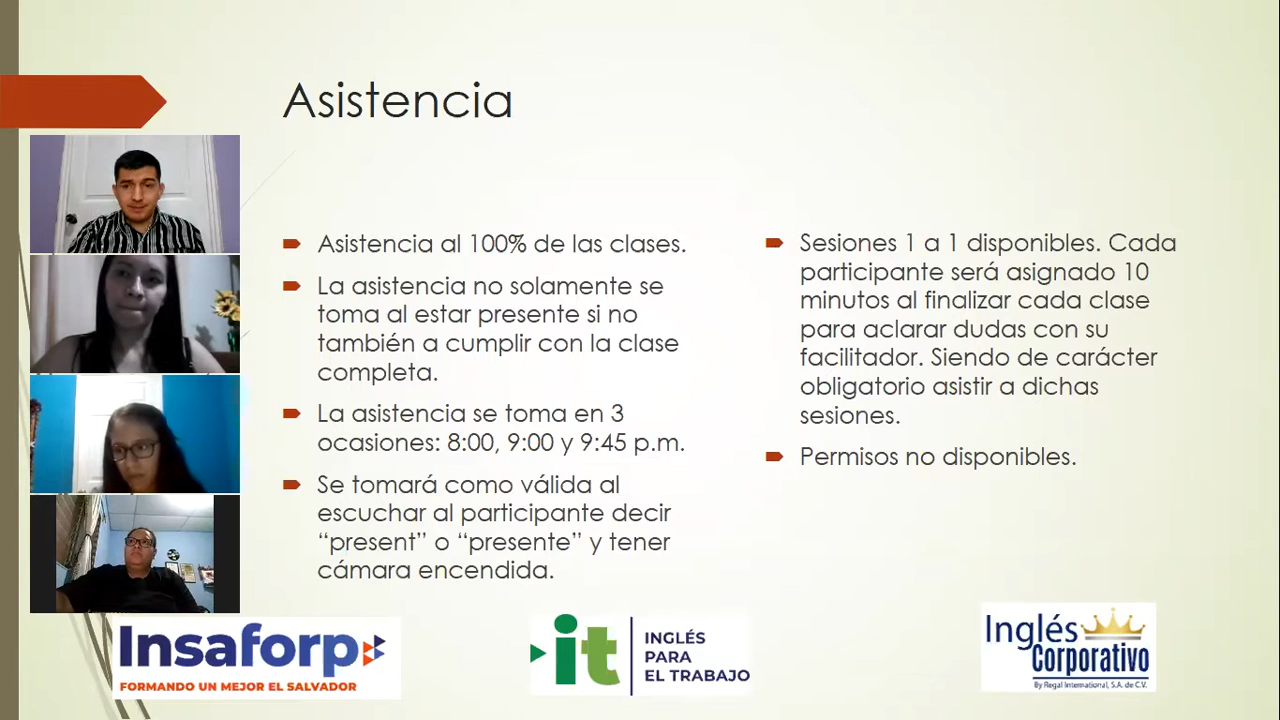 Asistencia
Asistencia al 100% de las clases.
La asistencia no solamente se
toma al estar presente si no
también a cumplir con la clase
completa.
La asistencia se toma en 3
ocasiones: 8:00, 9:00 y 9:45 p.m.
Se tomará como válida al
escuchar al participante decir
“present” o “presente” y tener
cámara encendida.
Sesiones 1 a 1 disponibles. Cada
participante será asignado 10
minutos al finalizar cada clase
para aclarar dudas con su
facilitador. Siendo de carácter
obligatorio asistir a dichas
sesiones.
Permisos no disponibles.
Insaforp
FORMANDO UN MEJOR EL SALVADOR
it
INGLÉS
PARA
EL TRABAJO
Inglés
Corporativo
By Regal International, S.A. de C.V.